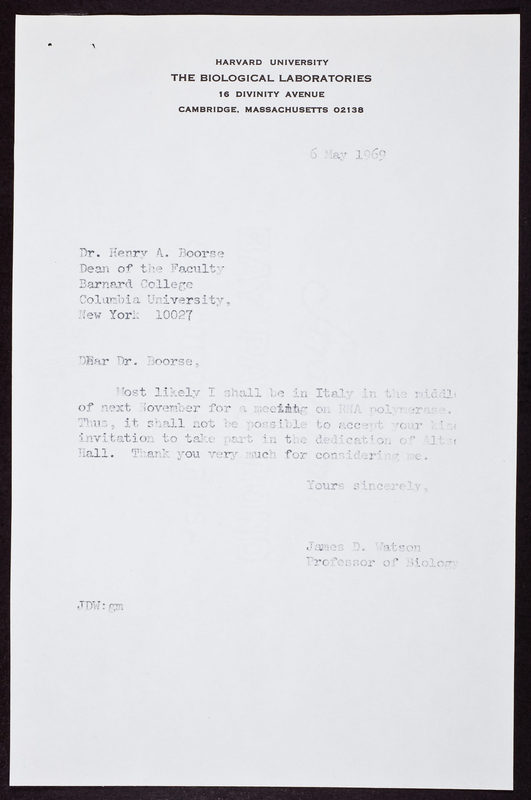 HARVARD UNIVERSITY
THE BIOLOGICAL LABORATORIES
16 DIVINITY AVENUE
CAMBRIDGE, MASSACHUSETTS 02138
6 May 1969
Dr. Henry A. Boorse
Dean of the Faculty
Barnard College
Columbia University,
New York 10027
DEar Dr. Boorse,
Most likely I shall be in Italy in the middl
of next November for a meeting on RNA polymerase.
Thus, it shall not be possible to accept your kin
invitation to take part in the dedication of Alts
Hall. Thank you very much for considering me.
Yours sincerely,
James D. Watson
Professor of Biology
JDW:gm